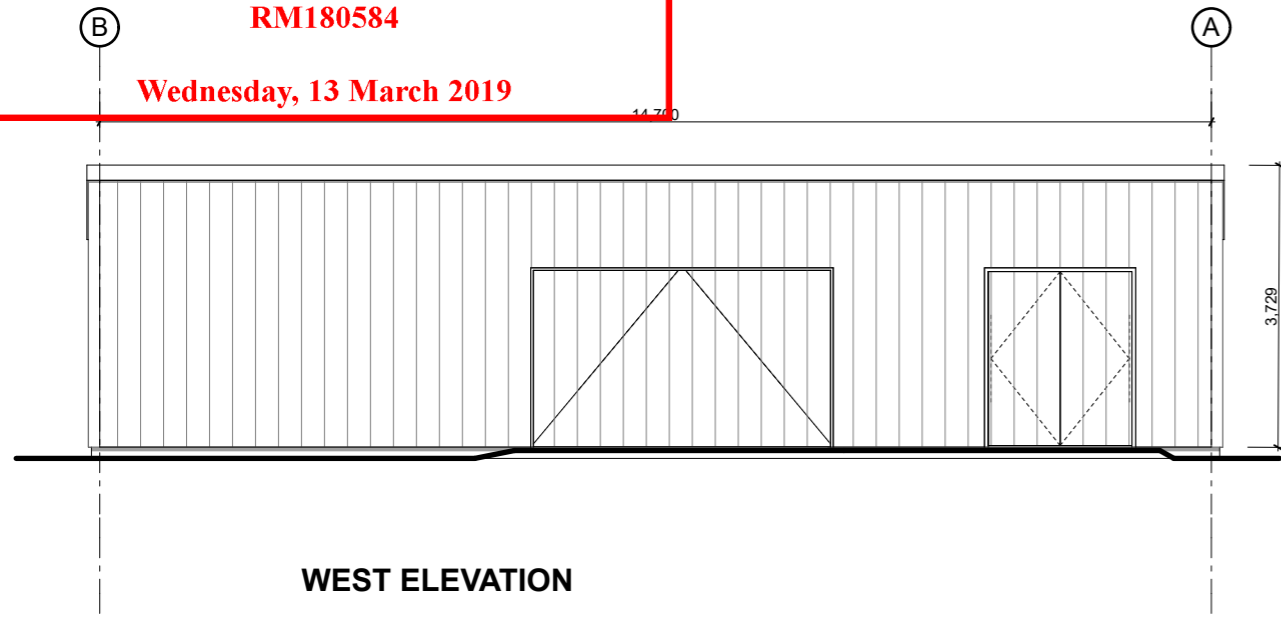 B
RM180584
A
Wednesday, 13 March 2019
3,729
WEST ELEVATION